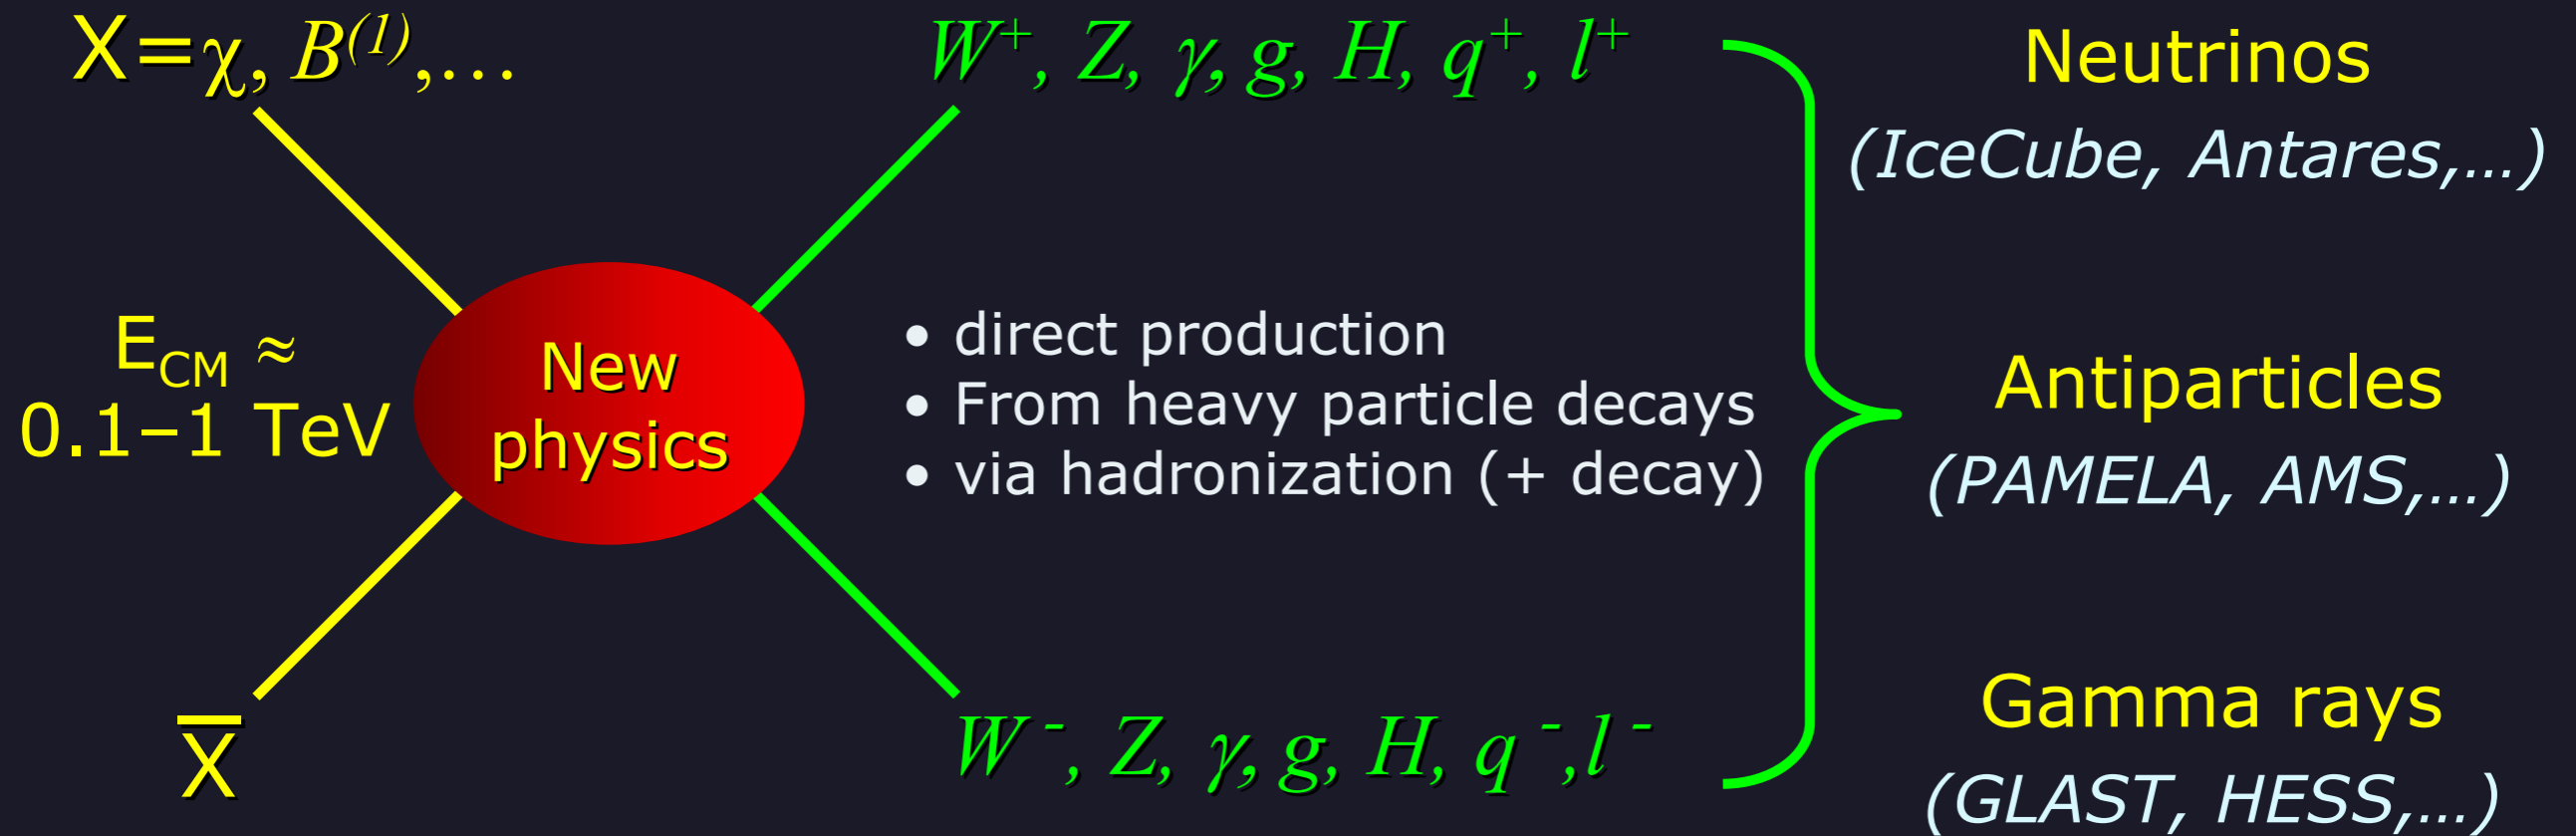 X=χ, B⁽¹⁾,…
W⁺, Z, γ, g, H, q⁺, l⁺
Neutrinos
(IceCube, Antares,…)
E_CM ≈
0.1–1 TeV
New
physics
• direct production
• From heavy particle decays
• via hadronization (+ decay)
Antiparticles
(PAMELA, AMS,…)
X̅
W⁻, Z, γ, g, H, q⁻,l⁻
Gamma rays
(GLAST, HESS,…)